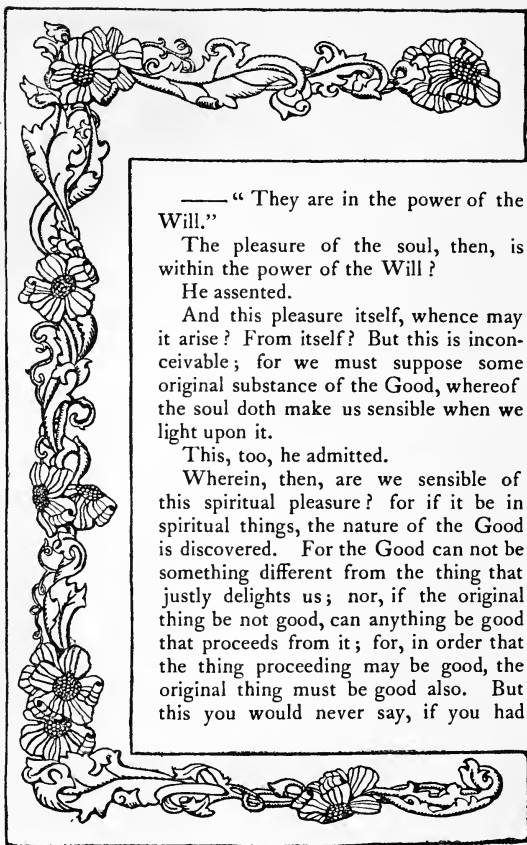 —— “ They are in the power of the
Will.”
The pleasure of the soul, then, is
within the power of the Will ?
He assented.
And this pleasure itself, whence may
it arise ? From itself ? But this is incon-
ceivable ; for we must suppose some
original substance of the Good, whereof
the soul doth make us sensible when we
light upon it.
This, too, he admitted.
Wherein, then, are we sensible of
this spiritual pleasure ? for if it be in
spiritual things, the nature of the Good
is discovered. For the Good can not be
something different from the thing that
justly delights us ; nor, if the original
thing be not good, can anything be good
that proceeds from it ; for, in order that
the thing proceeding may be good, the
original thing must be good also. But
this you would never say, if you had